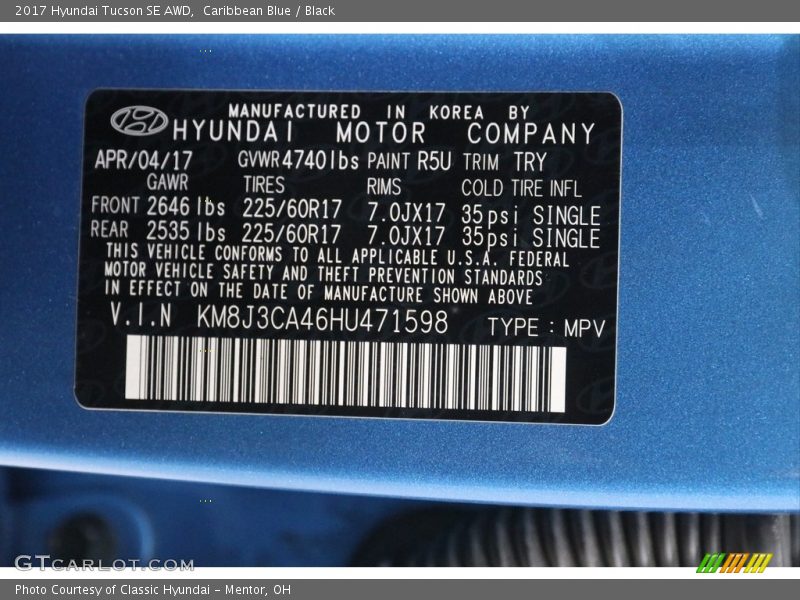 2017 Hyundai Tucson SE AWD, Caribbean Blue / Black
MANUFACTURED IN KOREA BY
HYUNDAI MOTOR COMPANY
APR/04/17 GVWR 4740lbs PAINT R5U TRIM TRY
GAWR TIRES RIMS COLD TIRE INFL
FRONT 2646 lbs 225/60R17 7.0JX17 35psi SINGLE
REAR 2535 lbs 225/60R17 7.0JX17 35psi SINGLE
THIS VEHICLE CONFORMS TO ALL APPLICABLE U.S.A. FEDERAL
MOTOR VEHICLE SAFETY AND THEFT PREVENTION STANDARDS
IN EFFECT ON THE DATE OF MANUFACTURE SHOWN ABOVE
V.I.N KM8J3CA46HU471598 TYPE : MPV
GTCARLOT.COM
Photo Courtesy of Classic Hyundai - Mentor, OH